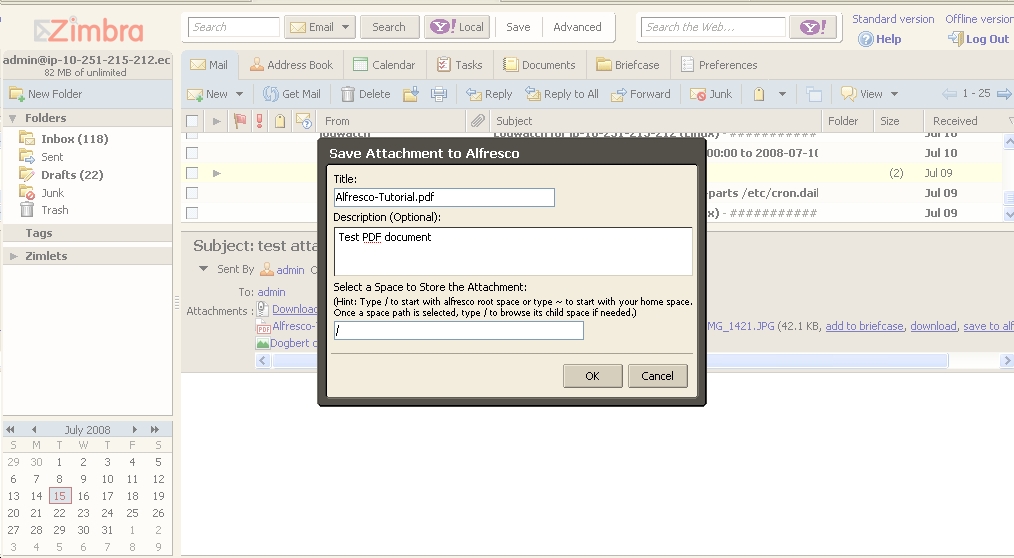 Zimbra
Search Email Search Y! Local Save Advanced Search the Web... Y!
Standard version Offline version
Help Log Out
admin@ip-10-251-215-212.ec
82 MB of unlimited
Mail Address Book Calendar Tasks Documents Briefcase Preferences
New Folder
New Get Mail Delete Reply Reply to All Forward Junk View 1 - 25
From Subject Folder Size Received
Folders
Inbox (118)
Sent
Drafts (22)
Junk
Trash
Tags
Zimlets
logwatch Logwatch for ip-10-251-215-212 (Linux) - ########### Jul 10
00:00 to 2008-07-10 Jul 10
(2) Jul 09
-parts /etc/cron.dail Jul 09
) - ########### Jul 09
Save Attachment to Alfresco
Title:
Alfresco-Tutorial.pdf
Description (Optional):
Test PDF document
Select a Space to Store the Attachment:
(Hint: Type / to start with alfresco root space or type ~ to start with your home space.
Once a space path is selected, type / to browse its child space if needed.)
/
OK Cancel
Subject: test atta
Sent By admin
To: admin
Attachments : Download
Alfresco- MG_1421.JPG (42.1 KB, add to briefcase, download, save to alf
Dogbert
July 2008
S M T W T F S
29 30 1 2 3 4 5
6 7 8 9 10 11 12
13 14 15 16 17 18 19
20 21 22 23 24 25 26
27 28 29 30 31 1 2
3 4 5 6 7 8 9